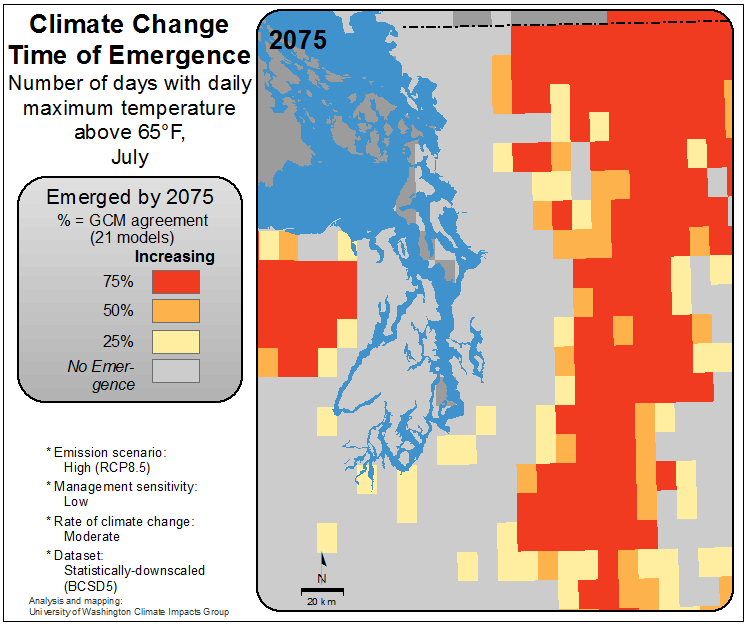 Climate Change
Time of Emergence
Number of days with daily
maximum temperature
above 65°F,
July
Emerged by 2075
% = GCM agreement
(21 models)
Increasing
75%
50%
25%
No Emer-
gence
* Emission scenario:
High (RCP8.5)
* Management sensitivity:
Low
* Rate of climate change:
Moderate
* Dataset:
Statistically-downscaled
(BCSD5)
Analysis and mapping:
University of Washington Climate Impacts Group
2075
N
20 km